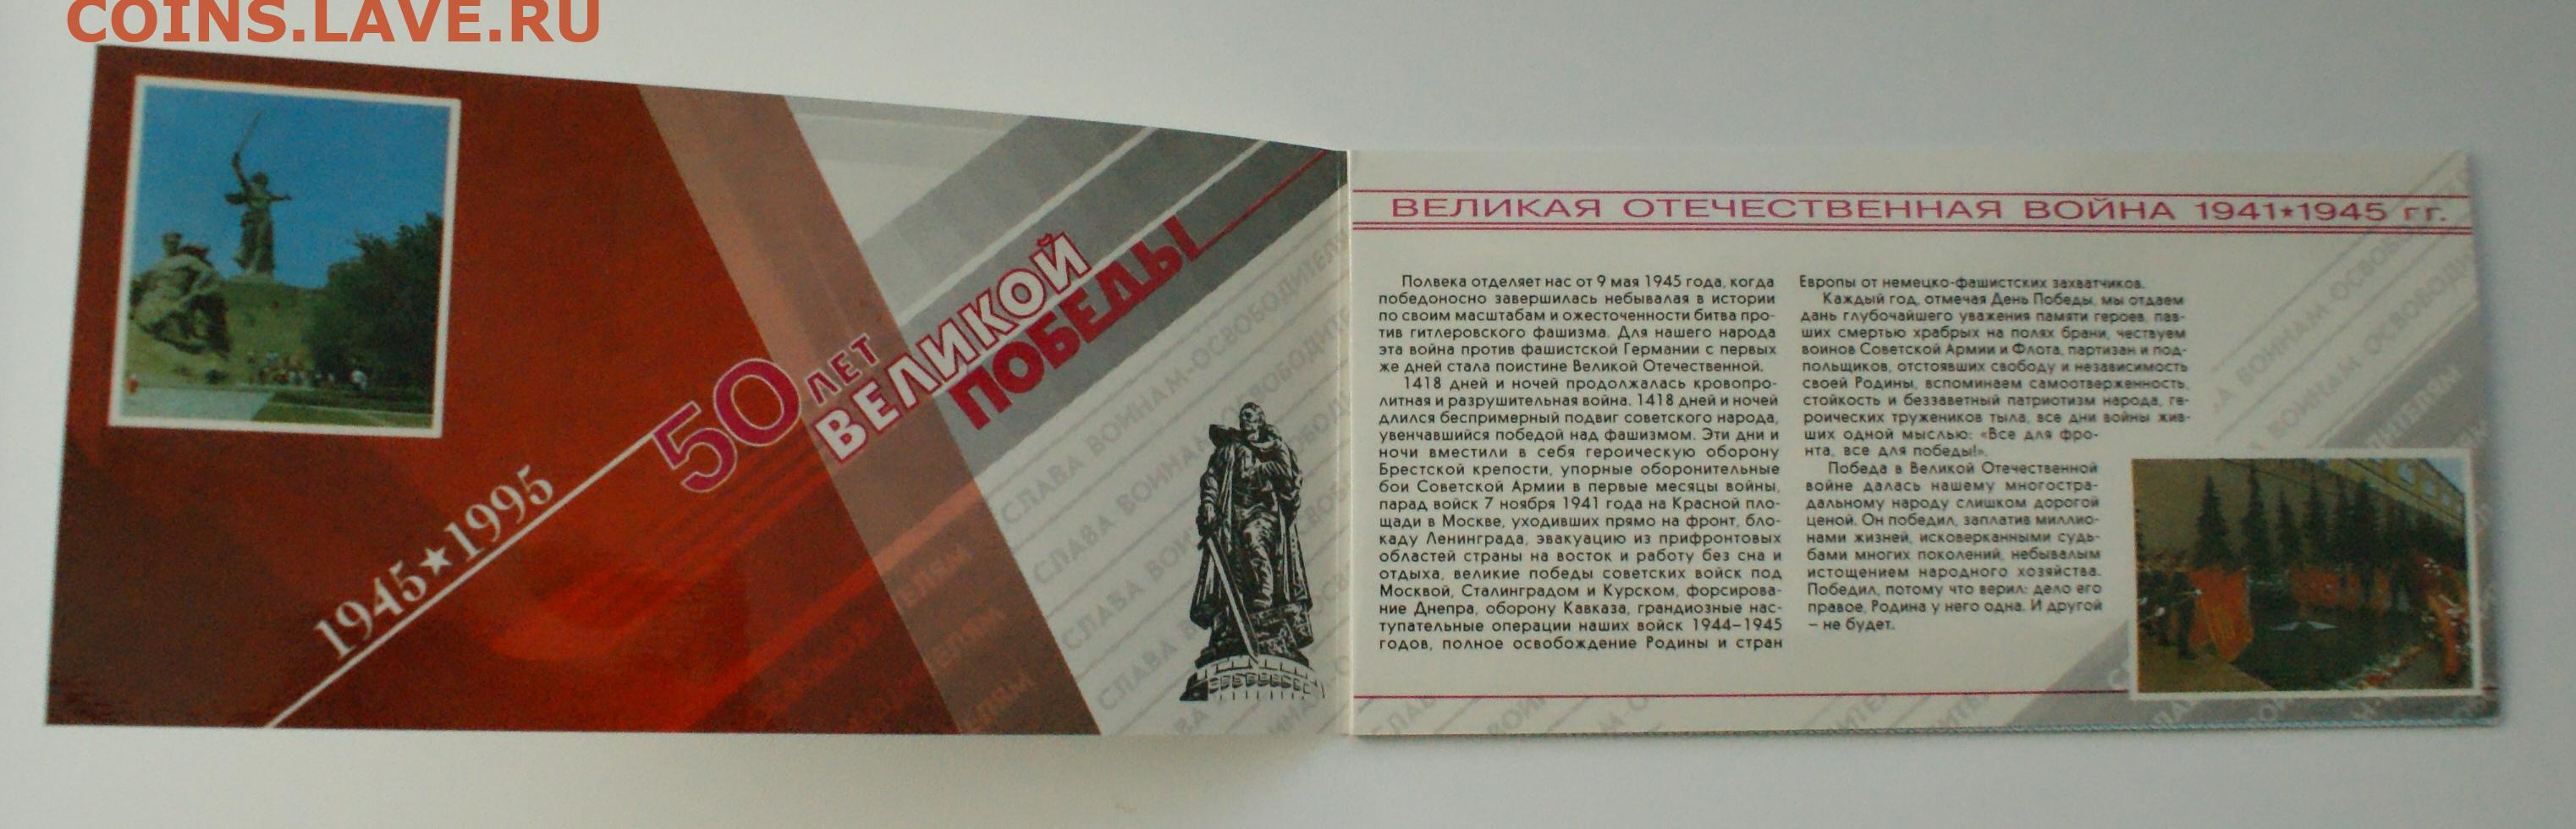 COINS.LAVE.RU
1945★1995
50 ЛЕТ
ВЕЛИКОЙ
ПОБЕДЫ
СЛАВА ВОИНАМ-ОСВОБОДИТЕЛЯМ
ВЕЛИКАЯ ОТЕЧЕСТВЕННАЯ ВОЙНА 1941★1945 гг.
Полвека отделяет нас от 9 мая 1945 года, когда
победоносно завершилась небывалая в истории
по своим масштабам и ожесточенности битва про-
тив гитлеровского фашизма. Для нашего народа
эта война против фашистской Германии с первых
же дней стала поистине Великой Отечественной.
1418 дней и ночей продолжалась кровопро-
литная и разрушительная война. 1418 дней и ночей
длился беспримерный подвиг советского народа,
увенчавшийся победой над фашизмом. Эти дни и
ночи вместили в себя героическую оборону
Брестской крепости, упорные оборонительные
бои Советской Армии в первые месяцы войны,
парад войск 7 ноября 1941 года на Красной пло-
щади в Москве, уходивших прямо на фронт, бло-
каду Ленинграда, эвакуацию из прифронтовых
областей страны на восток и работу без сна и
отдыха, великие победы советских войск под
Москвой, Сталинградом и Курском, форсирова-
ние Днепра, оборону Кавказа, грандиозные нас-
тупательные операции наших войск 1944–1945
годов, полное освобождение Родины и стран
Европы от немецко-фашистских захватчиков.
Каждый год, отмечая День Победы, мы отдаем
дань глубочайшего уважения памяти героев, пав-
ших смертью храбрых на полях брани, чествуем
воинов Советской Армии и Флота, партизан и под-
польщиков, отстоявших свободу и независимость
своей Родины, вспоминаем самоотверженность,
стойкость и беззаветный патриотизм народа, ге-
роических тружеников тыла, все дни войны жив-
ших одной мыслью: «Все для фро-
нта, все для победы!».
Победа в Великой Отечественной
войне далась нашему многостра-
дальному народу слишком дорогой
ценой. Он победил, заплатив миллио-
нами жизней, исковерканными судь-
бами многих поколений, небывалым
истощением народного хозяйства.
Победил, потому что верил: дело его
правое, Родина у него одна. И другой
– не будет.